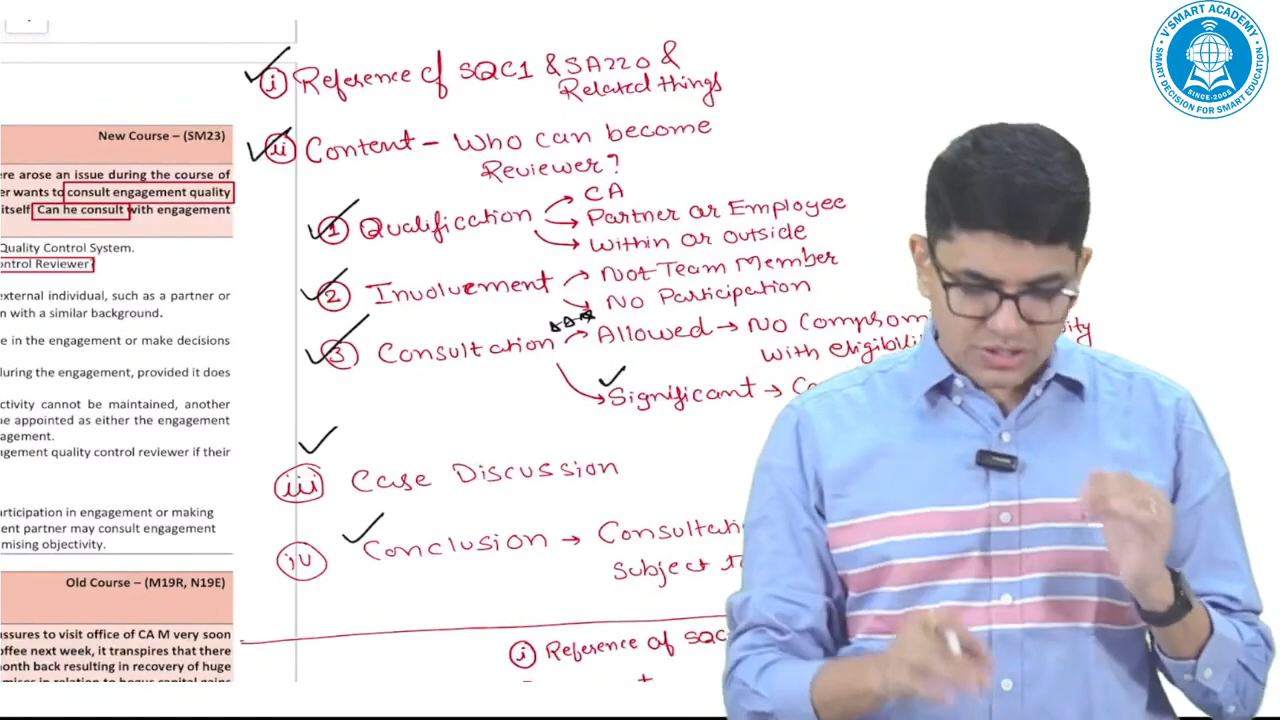 V'SMART ACADEMY
SINCE-2005
SMART DECISION FOR SMART EDUCATION
New Course – (SM23)
ere arose an issue during the course of
er wants to consult engagement quality
itself. Can he consult with engagement
Quality Control System.
ontrol Reviewer?
external individual, such as a partner or
n with a similar background.
e in the engagement or make decisions
during the engagement, provided it does
ctivity cannot be maintained, another
be appointed as either the engagement
agement.
agement quality control reviewer if their
articipation in engagement or making
ent partner may consult engagement
mising objectivity.
Old Course – (M19R, N19E)
assures to visit office of CA M very soon
offee next week, it transpires that there
onth back resulting in recovery of huge
i Reference of SQC1 & SA220 &
Related things
ii Content – Who can become
Reviewer?
1 Qualification → CA
→ Partner or Employee
→ Within or outside
2 Involvement → Not Team Member
→ No Participation
3 Consultation → Allowed → No Comprom
ity
with eligibili
→ Significant → Co
iii Case Discussion
iv Conclusion → Consultati
Subject to
i Reference of SQC